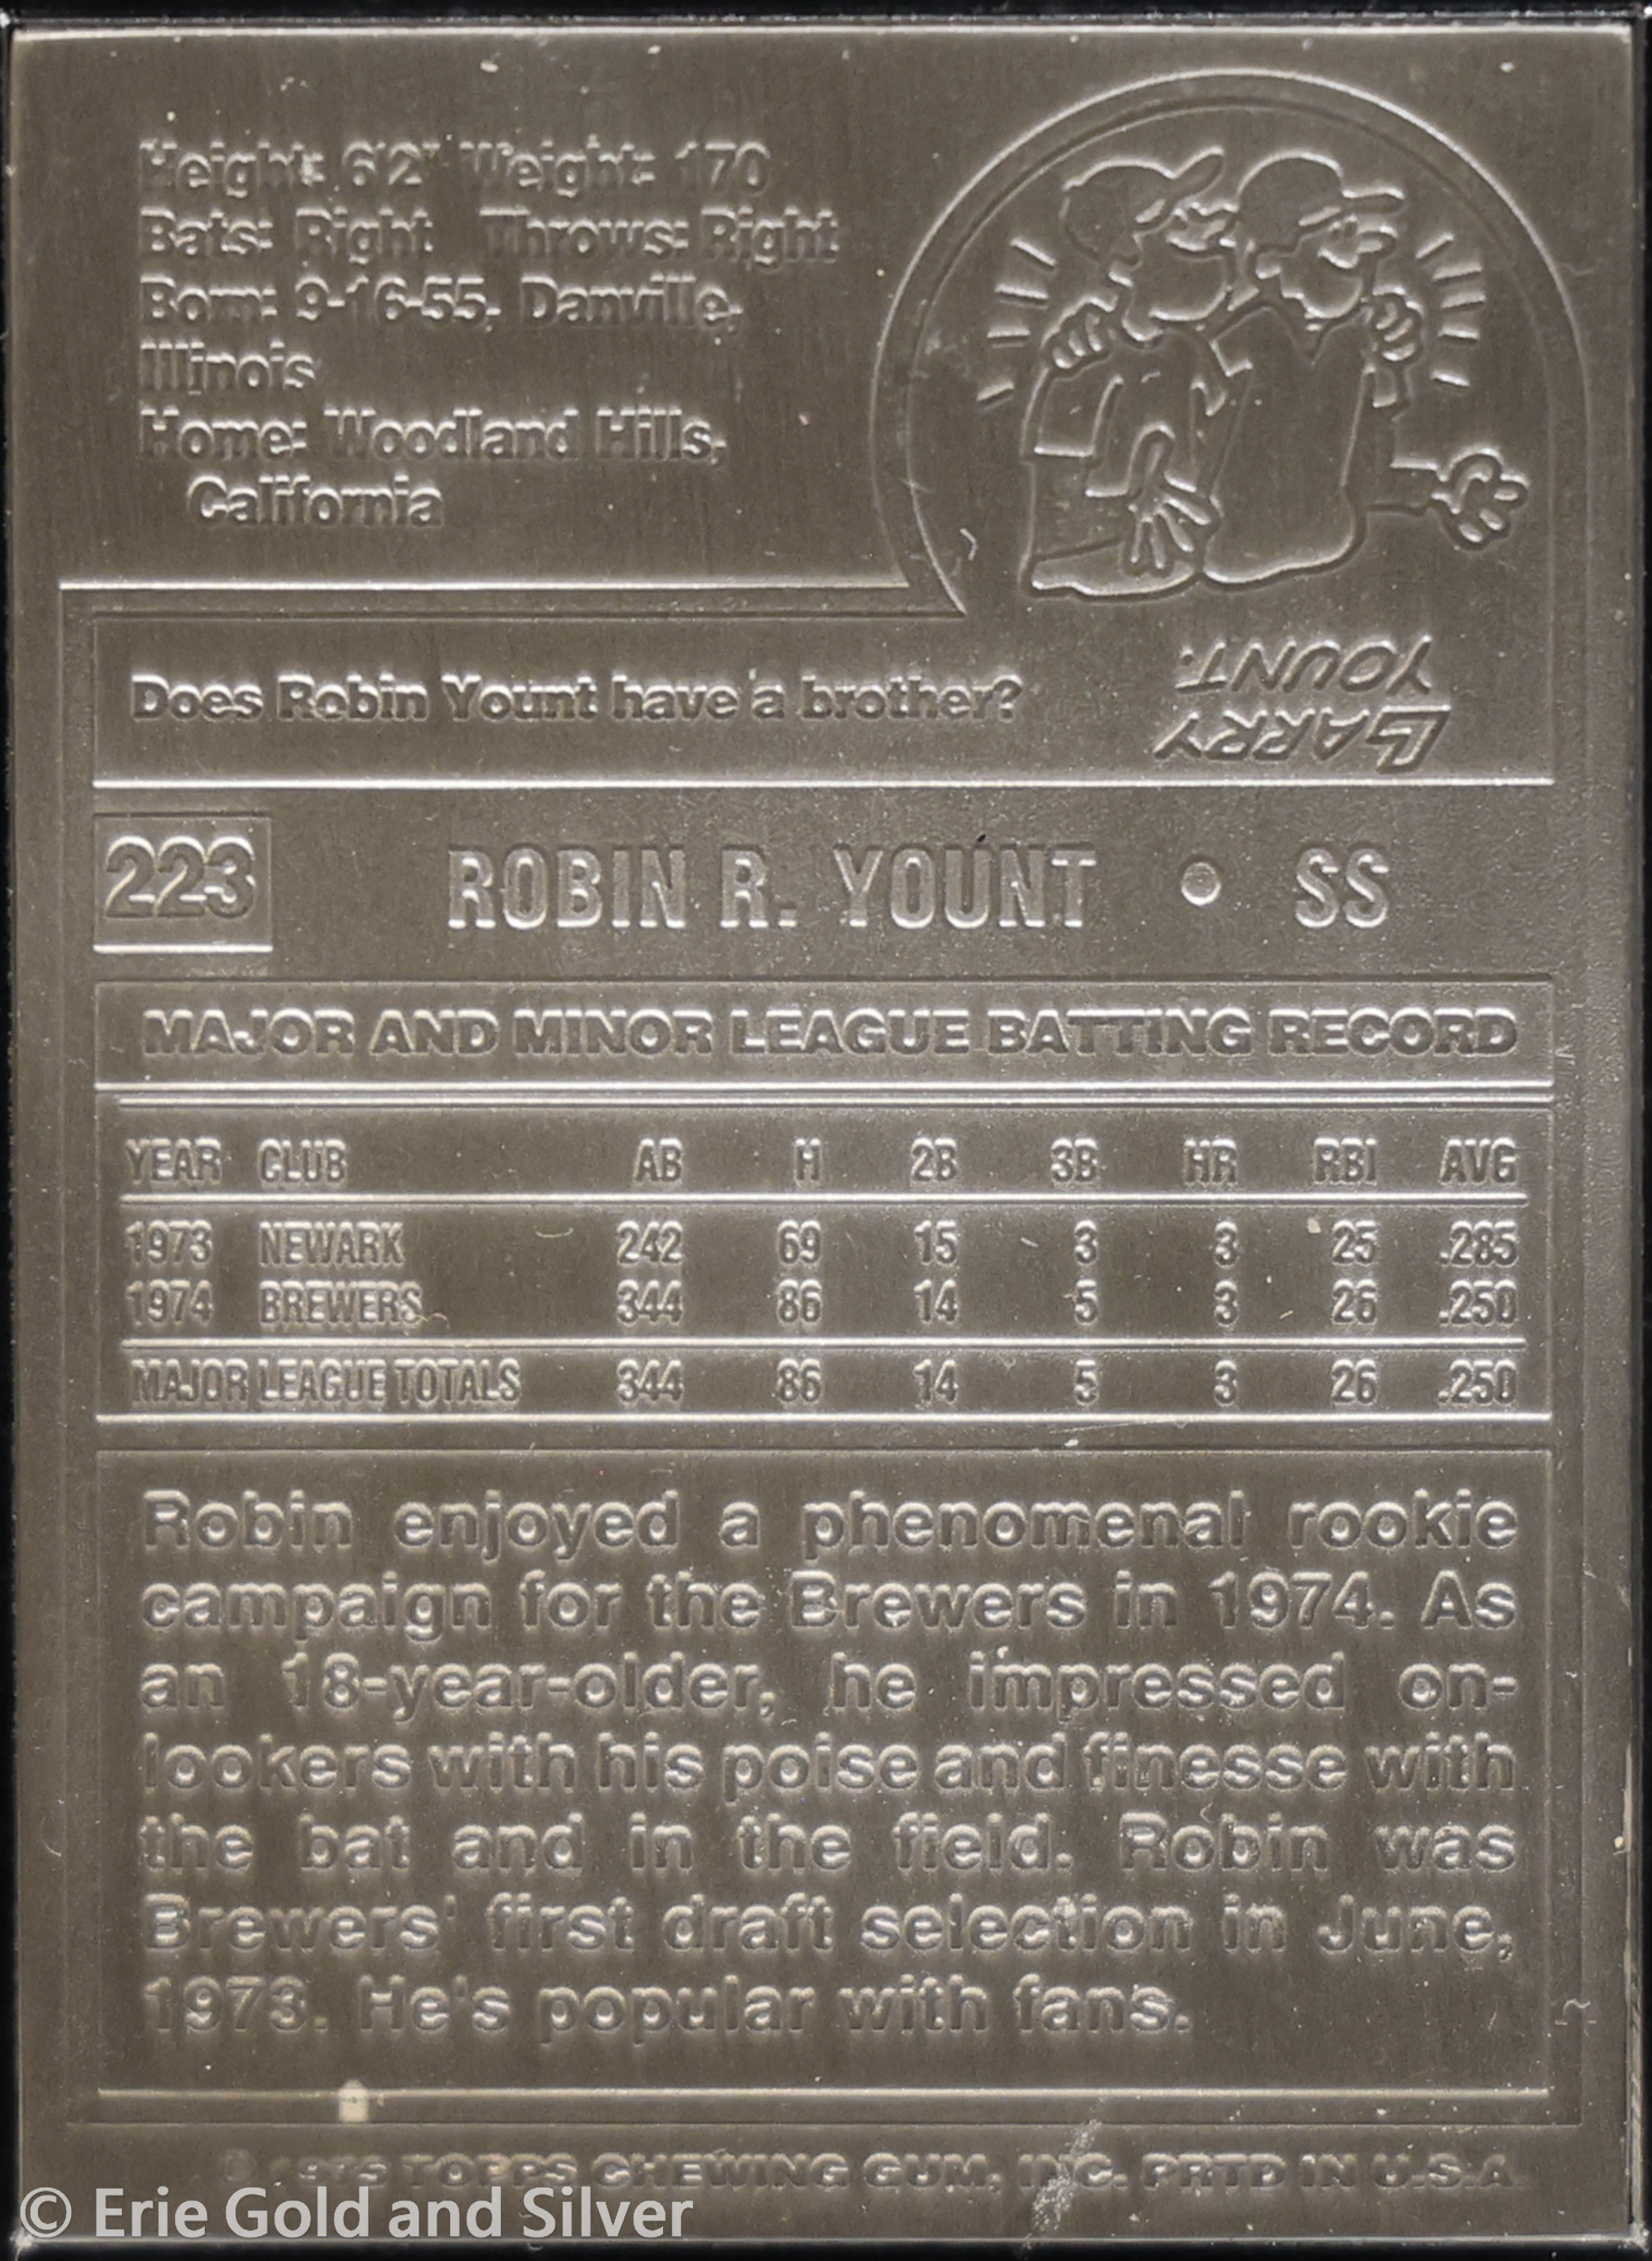 Height: 6'2" Weight: 170
Bats: Right Throws: Right
Born: 9-16-55, Danville,
Illinois
Home: Woodland Hills,
California
Does Robin Yount have a brother?
LARRY
YOUNT.
223 ROBIN R. YOUNT • SS
MAJOR AND MINOR LEAGUE BATTING RECORD
YEAR CLUB AB H 2B 3B HR RBI AVG
1973 NEWARK 242 69 15 3 3 25 .285
1974 BREWERS 344 86 14 5 3 26 .250
MAJOR LEAGUE TOTALS 344 86 14 5 3 26 .250
Robin enjoyed a phenomenal rookie
campaign for the Brewers in 1974. As
an 18-year-older, he impressed on-
lookers with his poise and finesse with
the bat and in the field. Robin was
Brewers' first draft selection in June,
1973. He's popular with fans.
© 1975 TOPPS CHEWING GUM, INC. PRTD IN U.S.A.
© Erie Gold and Silver